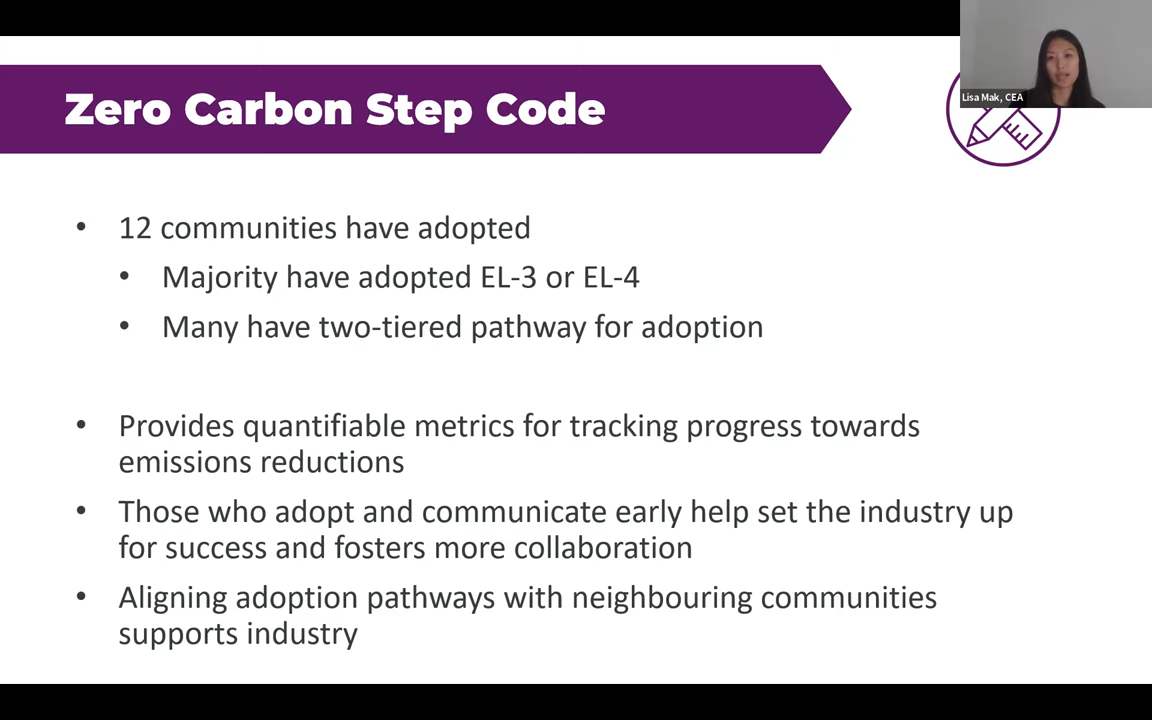 Lisa Mak, CEA
Zero Carbon Step Code
• 12 communities have adopted
• Majority have adopted EL-3 or EL-4
• Many have two-tiered pathway for adoption
• Provides quantifiable metrics for tracking progress towards
emissions reductions
• Those who adopt and communicate early help set the industry up
for success and fosters more collaboration
• Aligning adoption pathways with neighbouring communities
supports industry